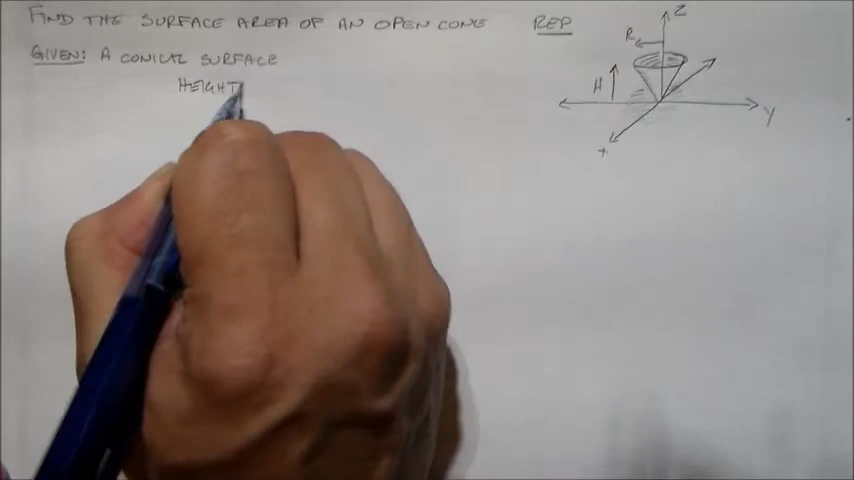 FIND THE SURFACE AREA OF AN OPEN CONE
REP
GIVEN: A CONICAL SURFACE
HEIGHT
Z
R
H
Y
X